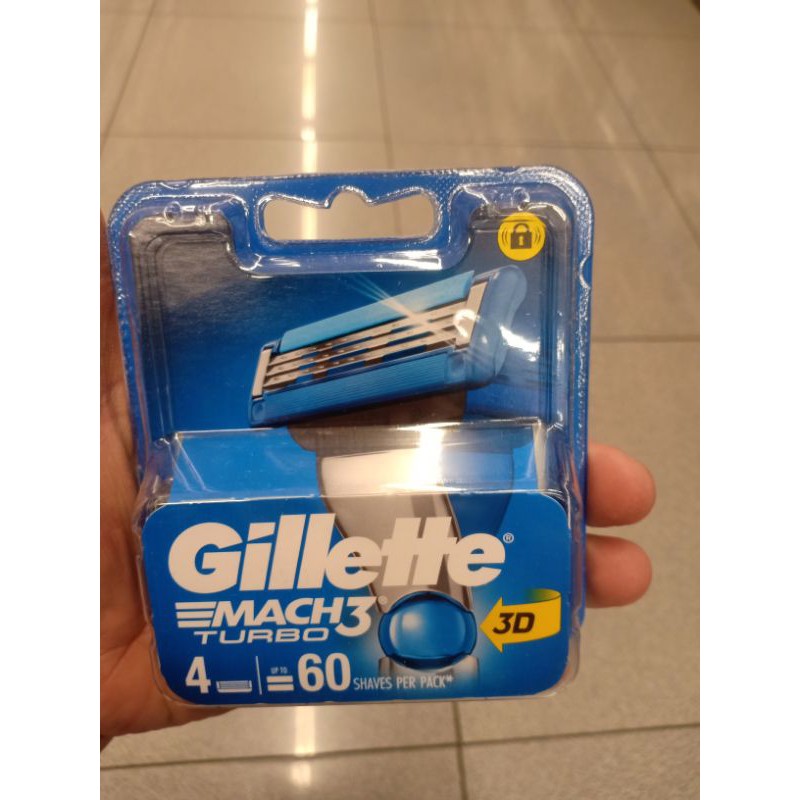 Gillette®
MACH3®
TURBO
3D
4 UP TO =60 SHAVES PER PACK*